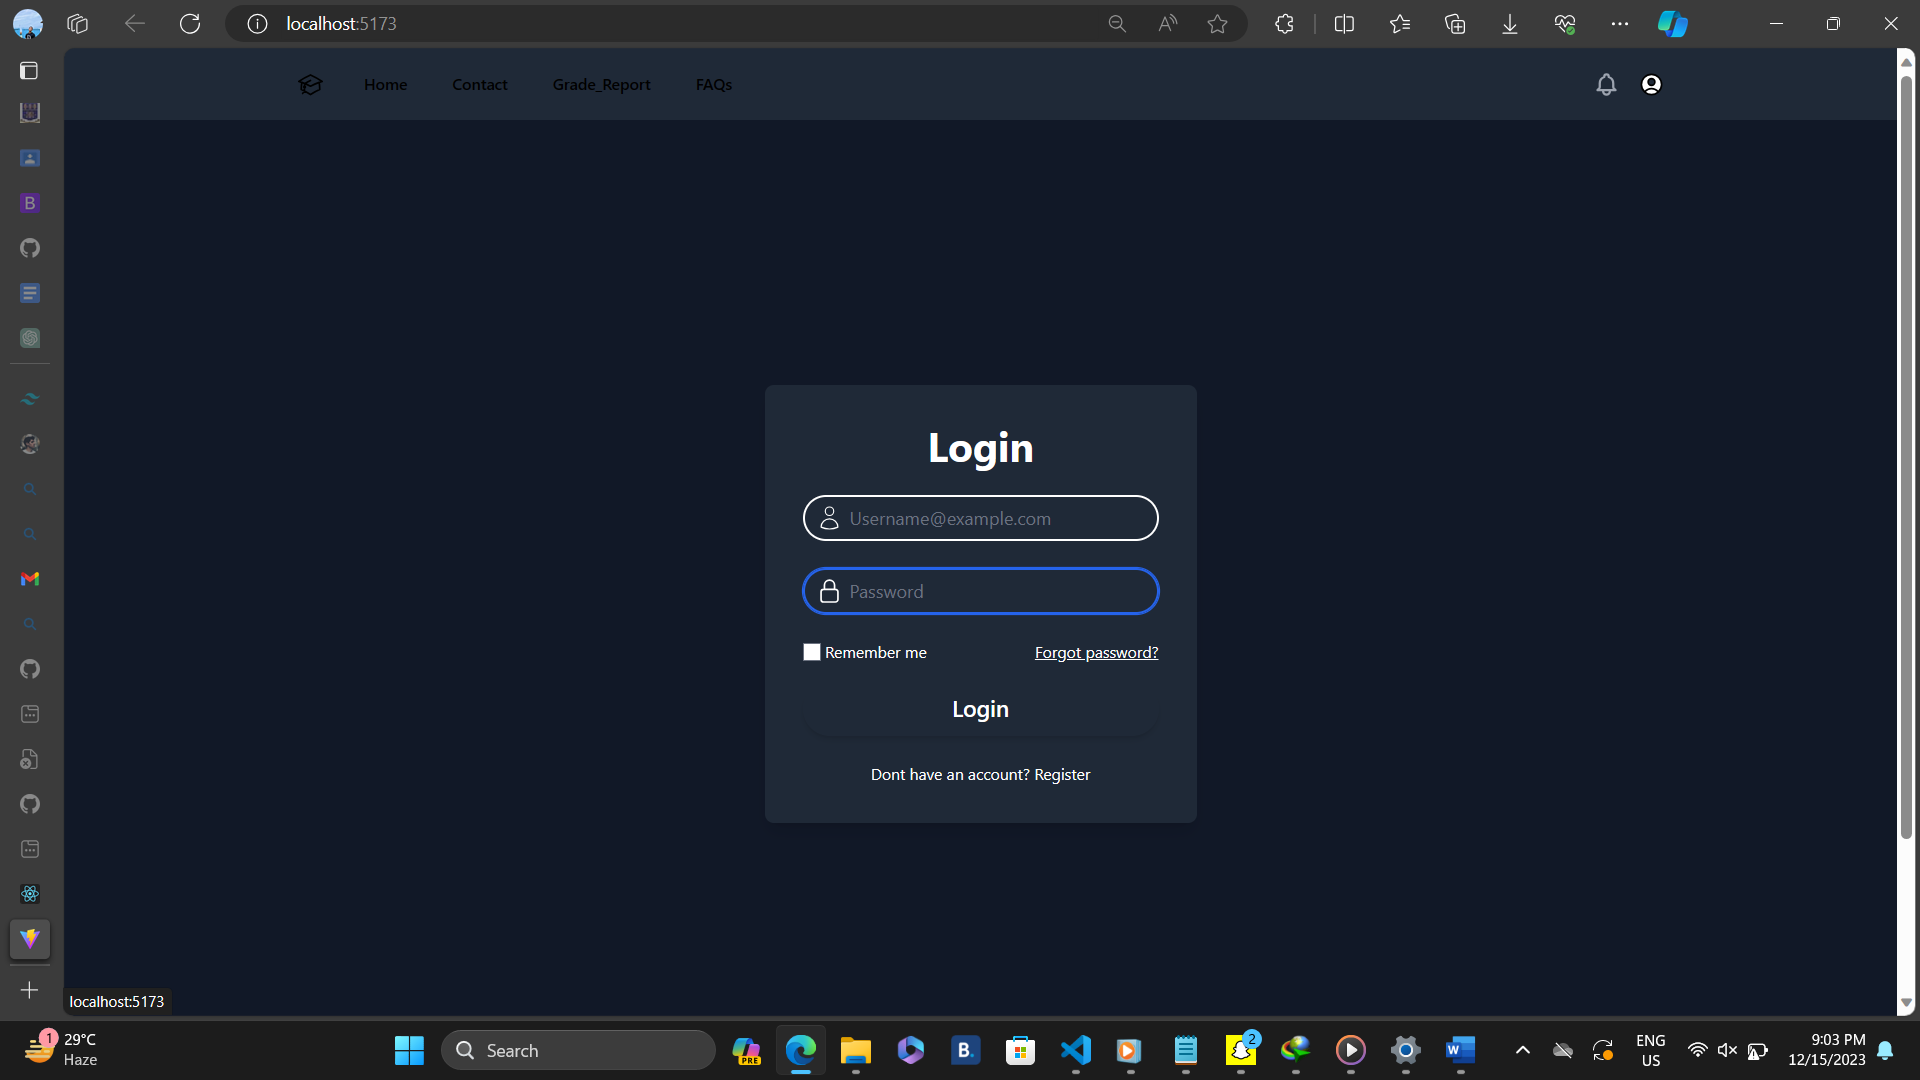 localhost:5173
Home
Contact
Grade_Report
FAQs
B
Login
Username@example.com
Password
Remember me
Forgot password?
Login
Dont have an account? Register
localhost:5173
1
29°C
Haze
Search
PRE
B.
2
W
ENG
US
9:03 PM
12/15/2023